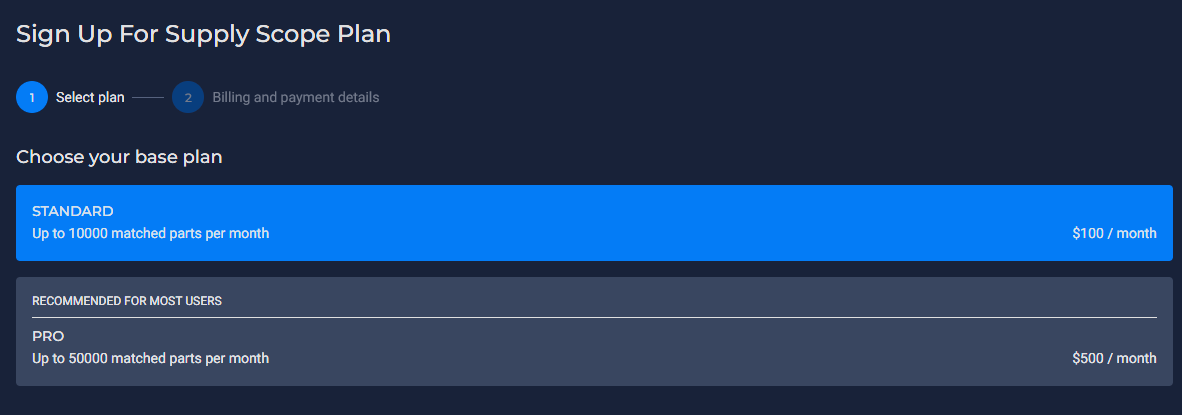 Sign Up For Supply Scope Plan
1 Select plan 2 Billing and payment details
Choose your base plan
STANDARD
Up to 10000 matched parts per month $100 / month
RECOMMENDED FOR MOST USERS
PRO
Up to 50000 matched parts per month $500 / month